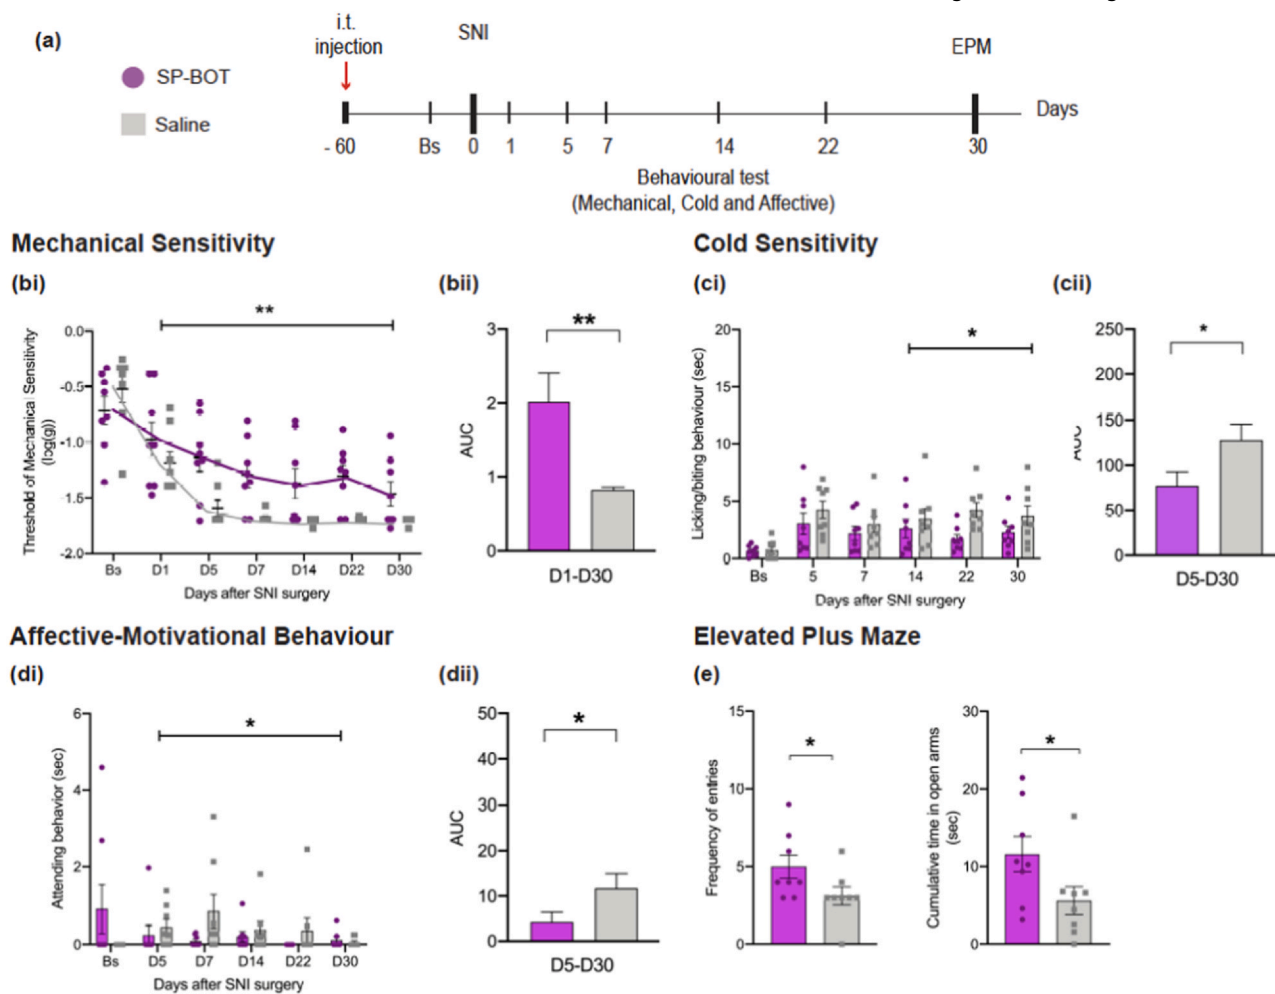 (a)
i.t.
injection
SNI
EPM
SP-BOT
Saline
Days
- 60
Bs
0
1
5
7
14
22
30
Behavioural test
(Mechanical, Cold and Affective)
Mechanical Sensitivity
Cold Sensitivity
(bi)
Threshold of Mechanical Sensitivity
(log(g))
0.0
-0.5
-1.0
-1.5
-2.0
**
Bs D1 D5 D7 D14 D22 D30
Days after SNI surgery
(bii)
AUC
3
2
1
0
**
D1-D30
(ci)
Licking/biting behaviour (sec)
20
15
10
5
0
*
Bs 5 7 14 22 30
Days after SNI surgery
(cii)
AUC
250
200
150
100
50
0
*
D5-D30
Affective-Motivational Behaviour
Elevated Plus Maze
(di)
Attending behavior (sec)
6
4
2
0
*
Bs D5 D7 D14 D22 D30
Days after SNI surgery
(dii)
AUC
50
40
30
20
10
0
*
D5-D30
(e)
Frequency of entries
15
10
5
0
*
Cumulative time in open arms
(sec)
30
20
10
0
*